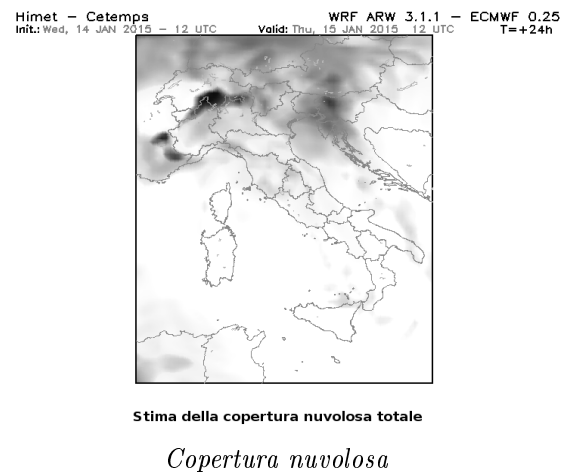 Himet – Cetemps WRF ARW 3.1.1 – ECMWF 0.25
Init.: Wed, 14 JAN 2015 – 12 UTC Valid: Thu, 15 JAN 2015 12 UTC T=+24h
Stima della copertura nuvolosa totale
Copertura nuvolosa